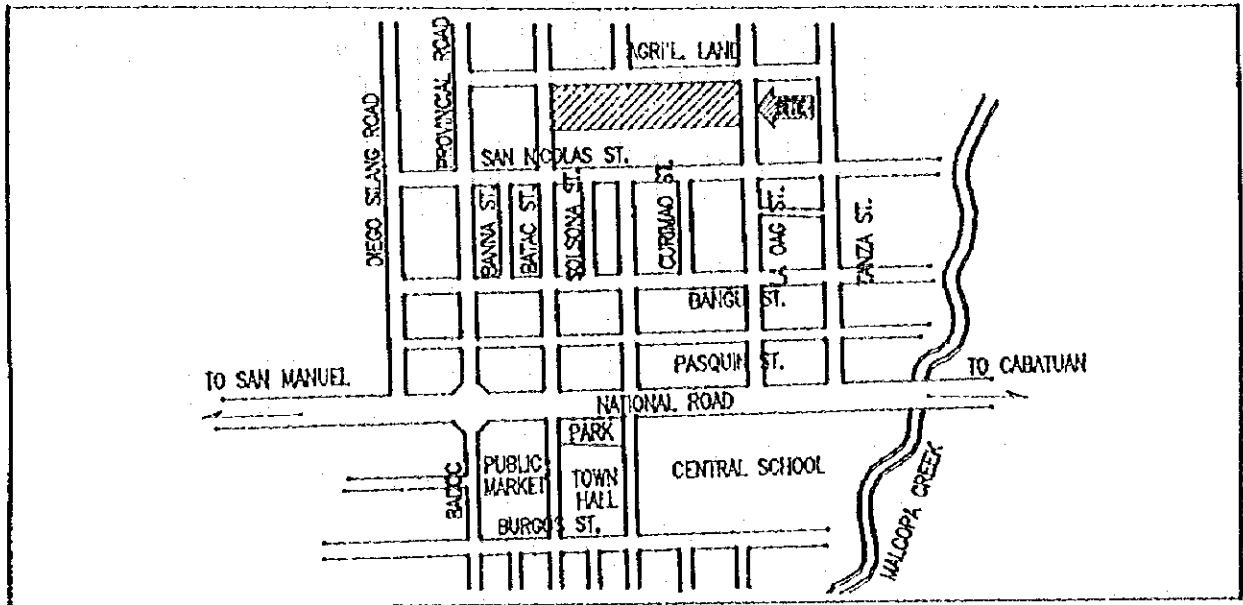 AGRI'L. LAND
DIEGO SILANG ROAD
PROVINCIAL ROAD
SAN NICOLAS ST.
BANNA ST.
BATAC ST.
SOLSONA ST.
CURIMAO ST.
LA OAG ST.
TANZA ST.
BANGUI ST.
PASQUIN ST.
TO SAN MANUEL
TO CABATUAN
NATIONAL ROAD
PARK
PUBLIC
MARKET
TOWN
HALL
CENTRAL SCHOOL
BADOC
BURGOS ST.
MALCOPA CREEK